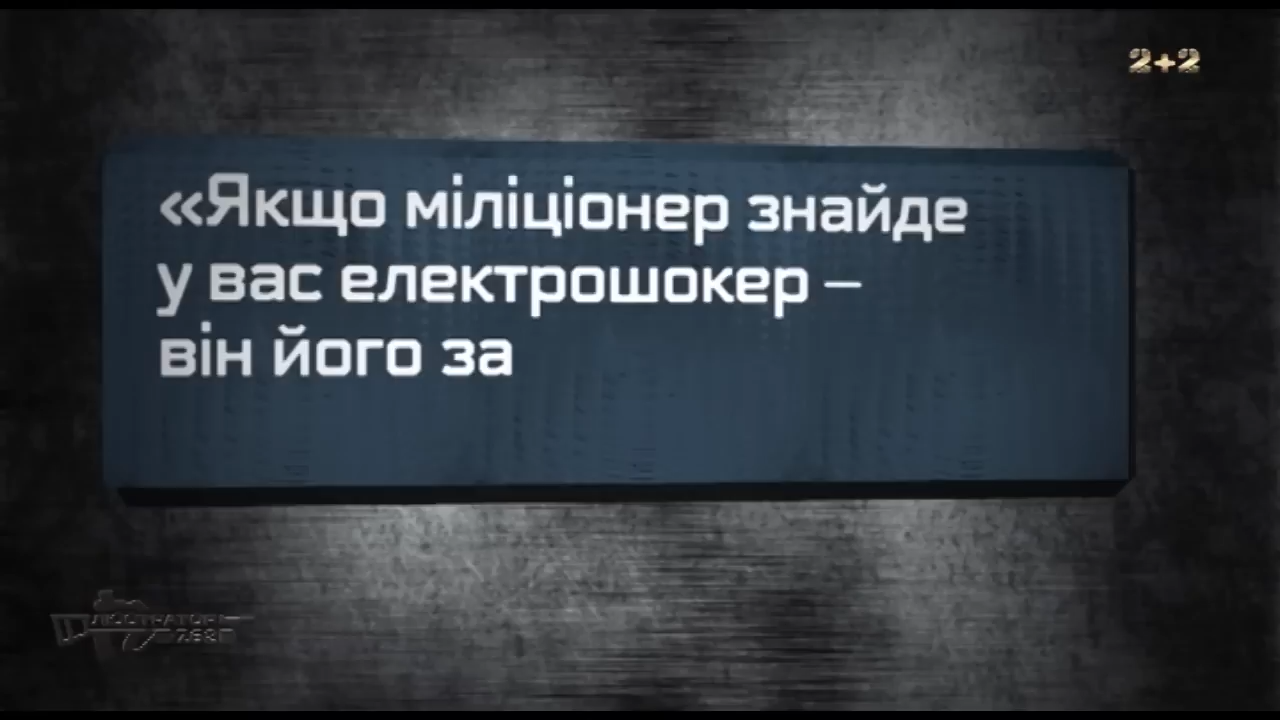 2+2
«Якщо міліціонер знайде
у вас електрошокер –
він його за